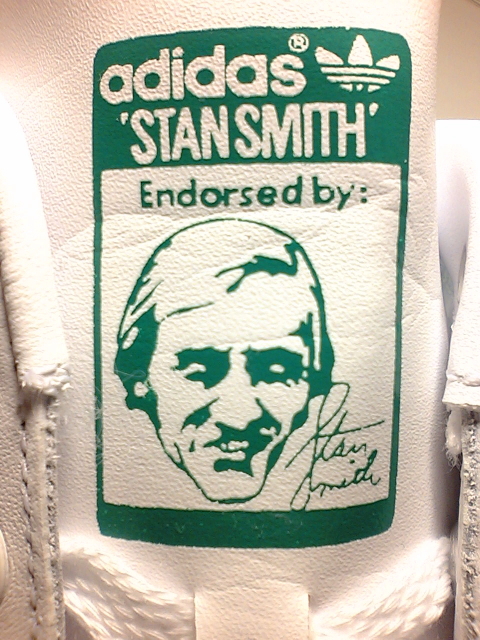 adidas®
'STAN SMITH'
Endorsed by:
Stan
Smith